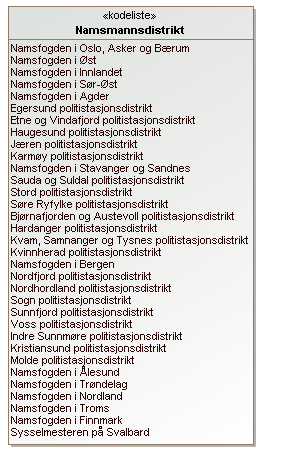 «kodeliste»
Namsmannsdistrikt
Namsfogden i Oslo, Asker og Bærum
Namsfogden i Øst
Namsfogden i Innlandet
Namsfogden i Sør-Øst
Namsfogden i Agder
Egersund politistasjonsdistrikt
Etne og Vindafjord politistasjonsdistrikt
Haugesund politistasjonsdistrikt
Jæren politistasjonsdistrikt
Karmøy politistasjonsdistrikt
Namsfogden i Stavanger og Sandnes
Sauda og Suldal politistasjonsdistrikt
Stord politistasjonsdistrikt
Søre Ryfylke politistasjonsdistrikt
Bjørnafjorden og Austevoll politistasjonsdistrikt
Hardanger politistasjonsdistrikt
Kvam, Samnanger og Tysnes politistasjonsdistrikt
Kvinnherad politistasjonsdistrikt
Namsfogden i Bergen
Nordfjord politistasjonsdistrikt
Nordhordland politistasjonsdistrikt
Sogn politistasjonsdistrikt
Sunnfjord politistasjonsdistrikt
Voss politistasjonsdistrikt
Indre Sunnmøre politistasjonsdistrikt
Kristiansund politistasjonsdistrikt
Molde politistasjonsdistrikt
Namsfogden i Ålesund
Namsfogden i Trøndelag
Namsfogden i Nordland
Namsfogden i Troms
Namsfogden i Finnmark
Sysselmesteren på Svalbard